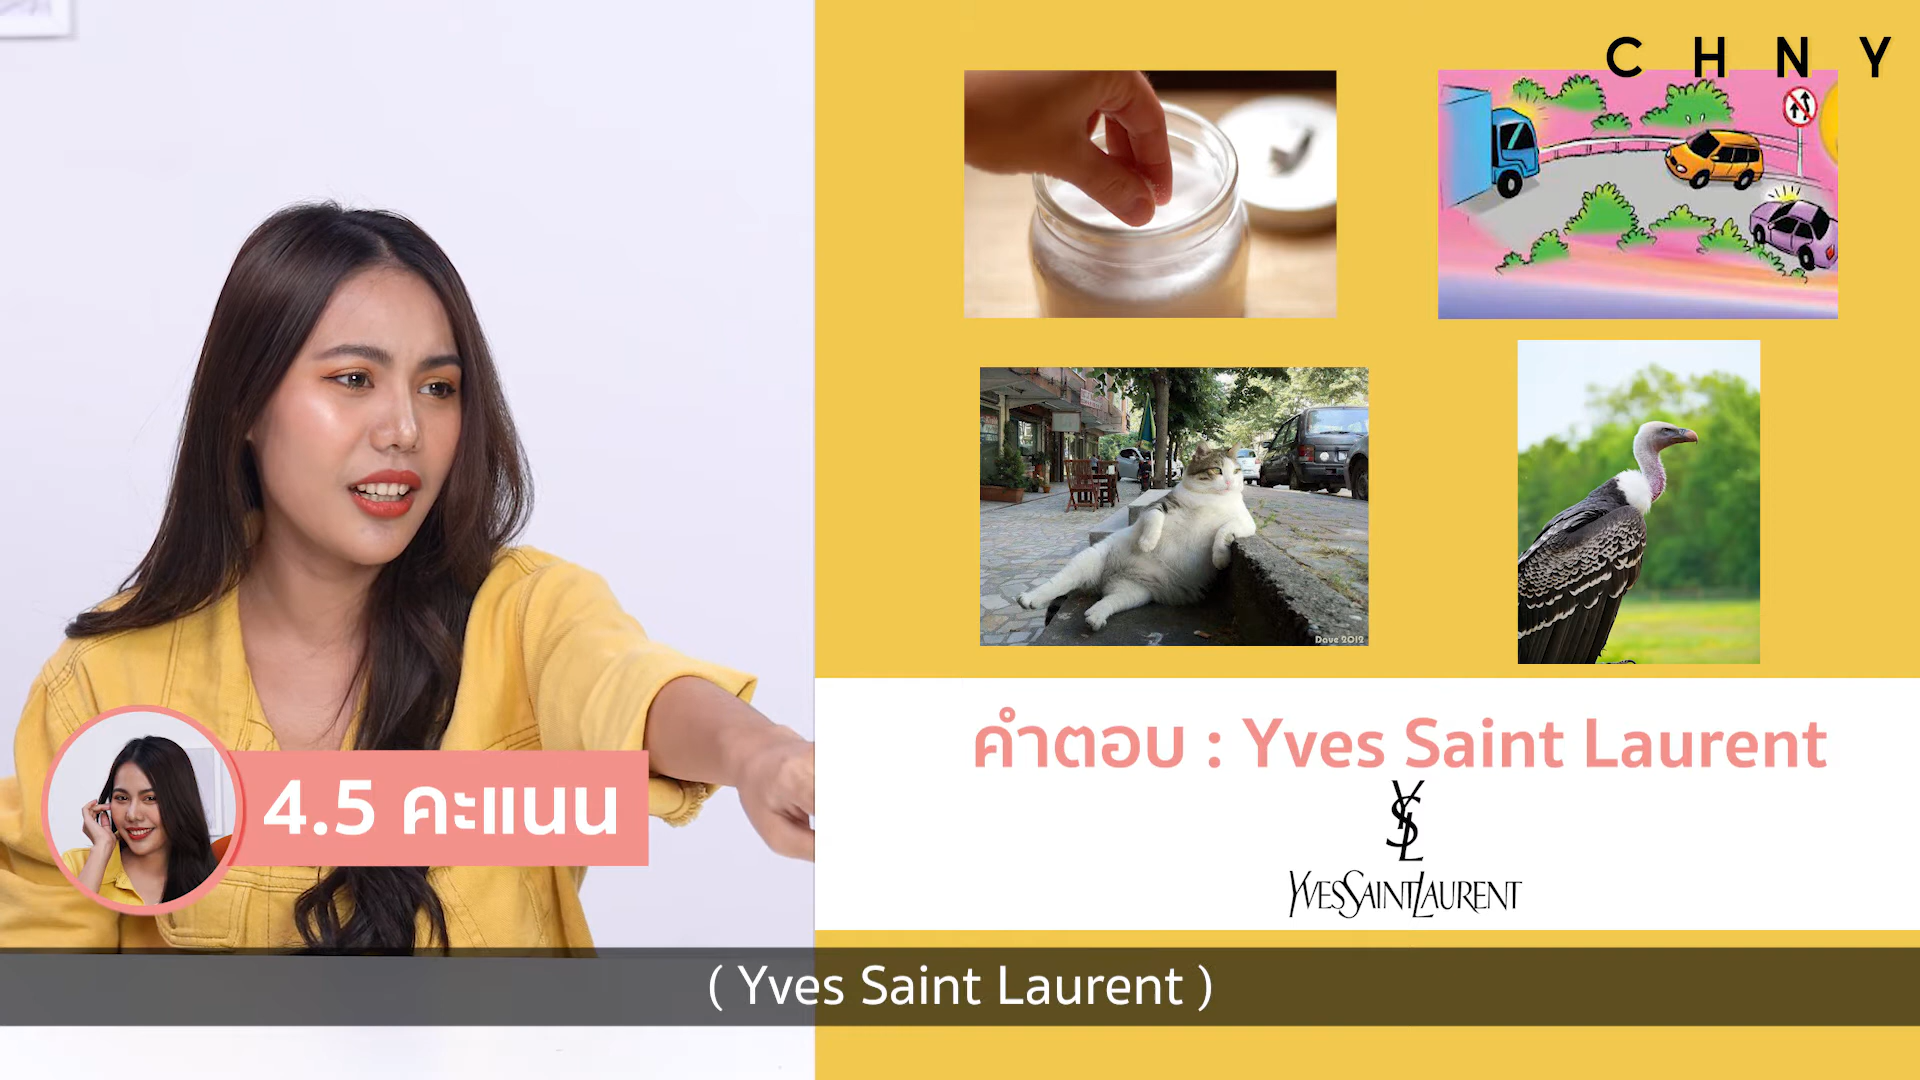 C H N Y
Dave 2012
คำตอบ : Yves Saint Laurent
YSL
YVESSAINTLAURENT
4.5 คะแนน
( Yves Saint Laurent )